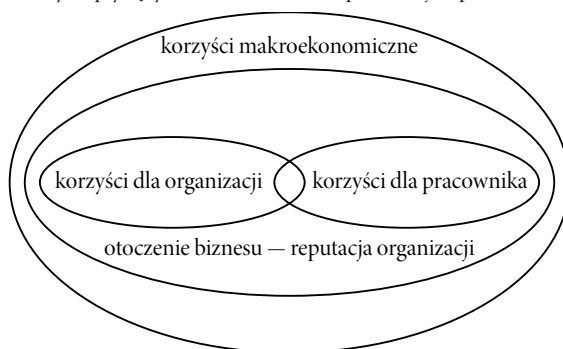 korzyści makroekonomiczne
korzyści dla organizacji korzyści dla pracownika
otoczenie biznesu — reputacja organizacji